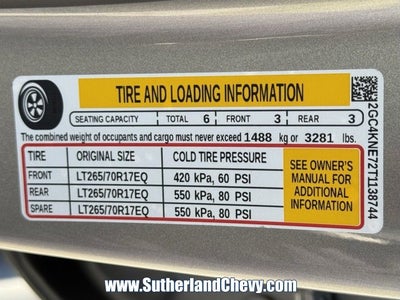 TIRE AND LOADING INFORMATION
SEATING CAPACITY TOTAL 6 FRONT 3 REAR 3
The combined weight of occupants and cargo must never exceed 1488 kg or 3281 lbs.
TIRE ORIGINAL SIZE COLD TIRE PRESSURE
FRONT LT265/70R17EQ 420 kPa, 60 PSI
REAR LT265/70R17EQ 550 kPa, 80 PSI
SPARE LT265/70R17EQ 550 kPa, 80 PSI
SEE OWNER'S
MANUAL FOR
ADDITIONAL
INFORMATION
2GC4KNE72T1138744
www.SutherlandChevy.com